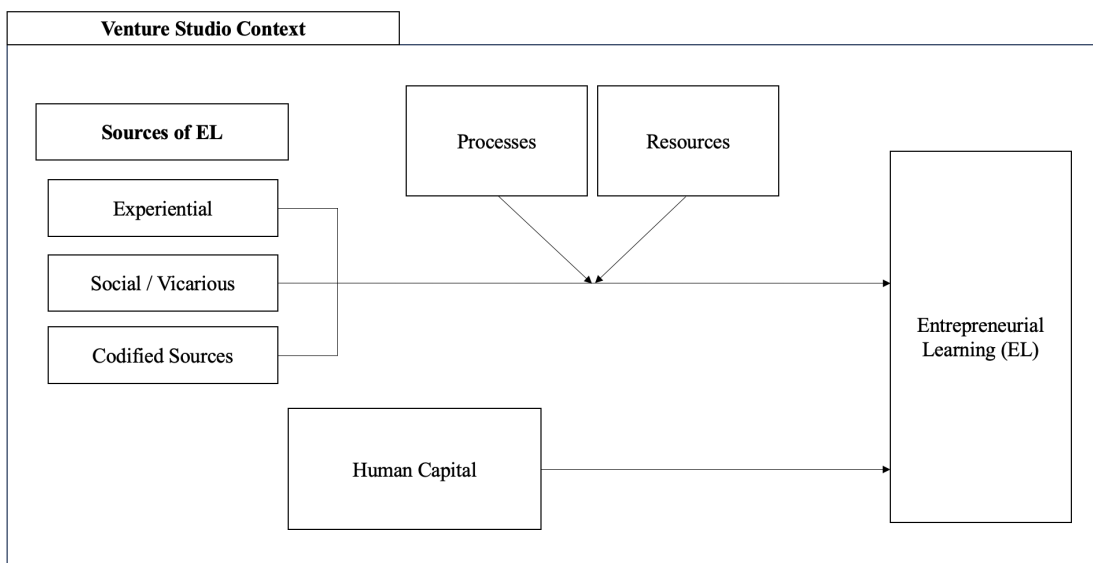 Venture Studio Context
Sources of EL
Experiential
Social / Vicarious
Codified Sources
Processes
Resources
Human Capital
Entrepreneurial
Learning (EL)